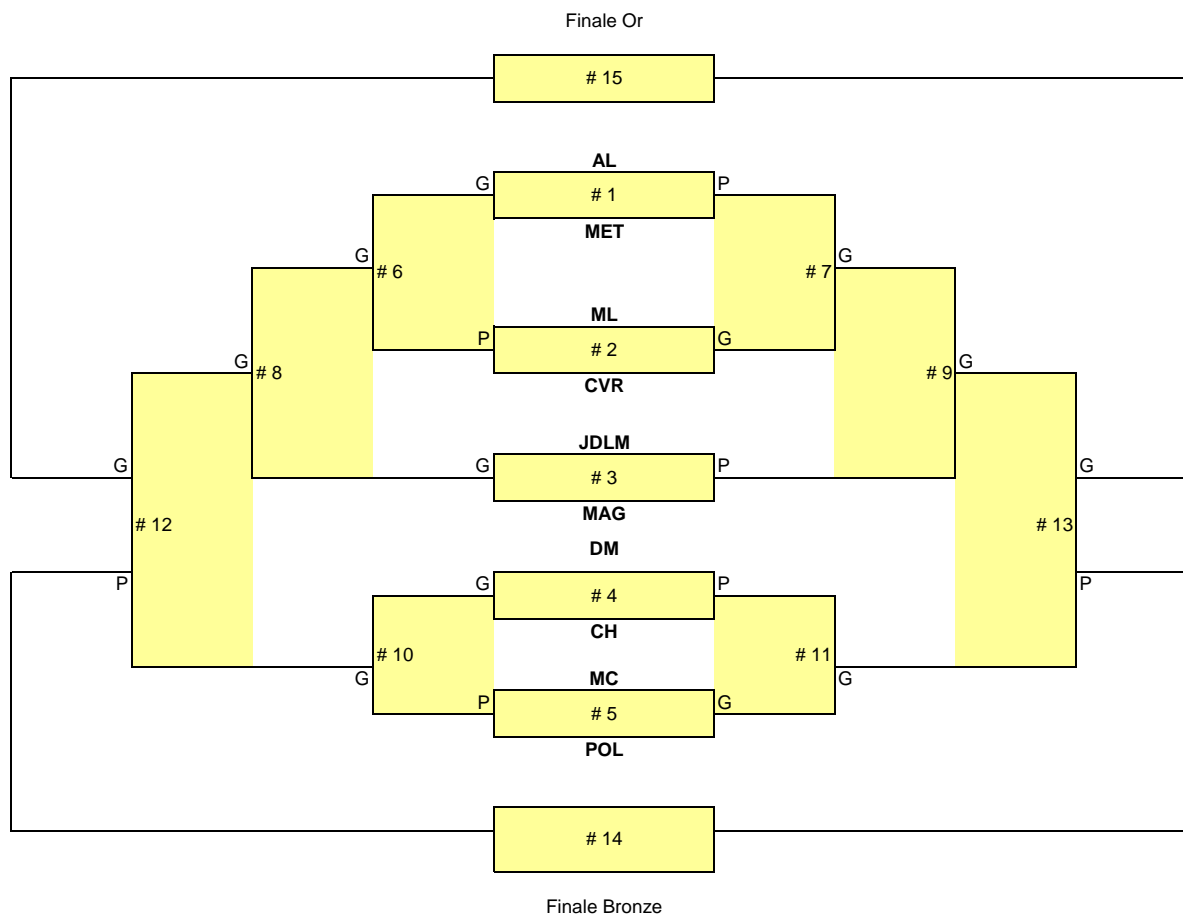 Finale Or
# 15
AL
G # 1 P
MET
G # 6 # 7 G
ML
P # 2 G
CVR
G # 8 # 9 G
JDLM
G G # 3 P G
MAG
# 12 # 13
DM
P G # 4 P P
CH
# 10 # 11
G MC G
P # 5 G
POL
# 14
Finale Bronze